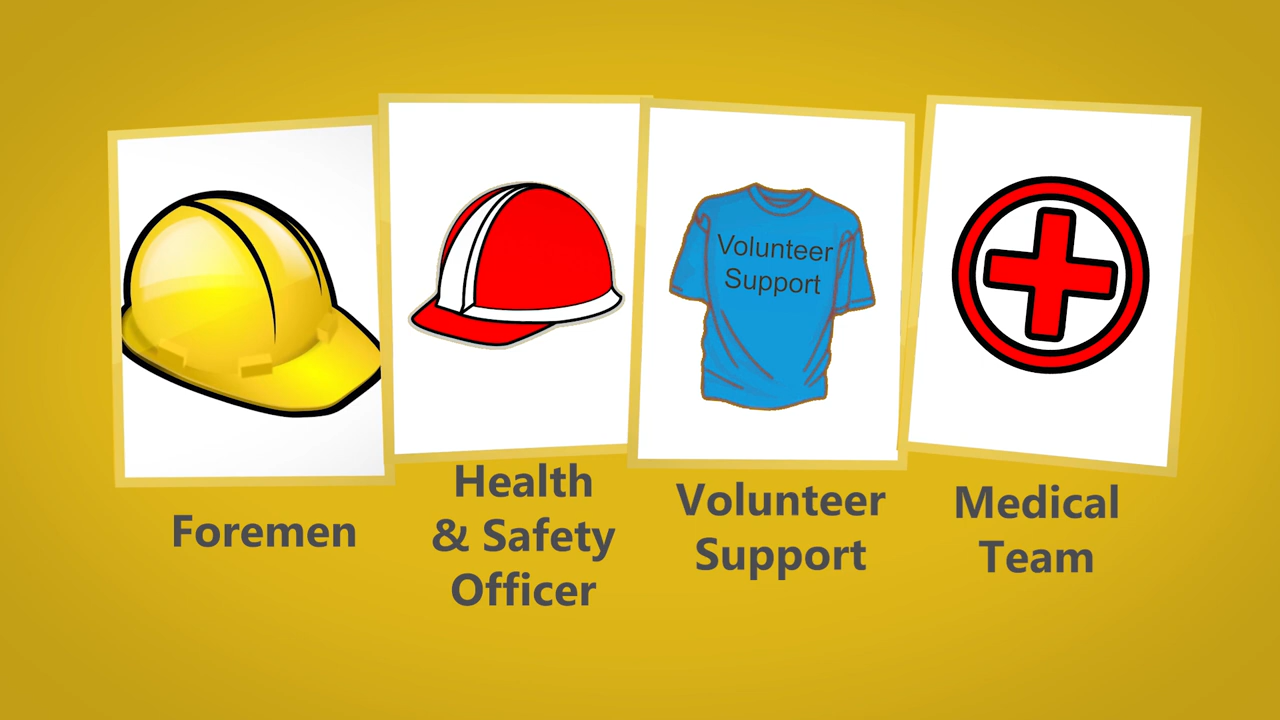 Volunteer
Support
Foremen
Health
& Safety
Officer
Volunteer
Support
Medical
Team